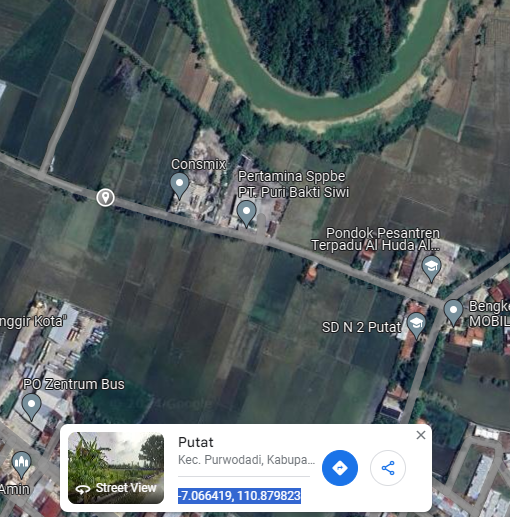 Consmix
Pertamina Sppbe
PT. Puri Bakti Siwi
Pondok Pesantren
Terpadu Al Huda Al...
Bengke
MOBIL
SD N 2 Putat
nggir Kota"
PO Zentrum Bus
Amin
Putat
Kec. Purwodadi, Kabupa...
Street View
-7.066419, 110.879823